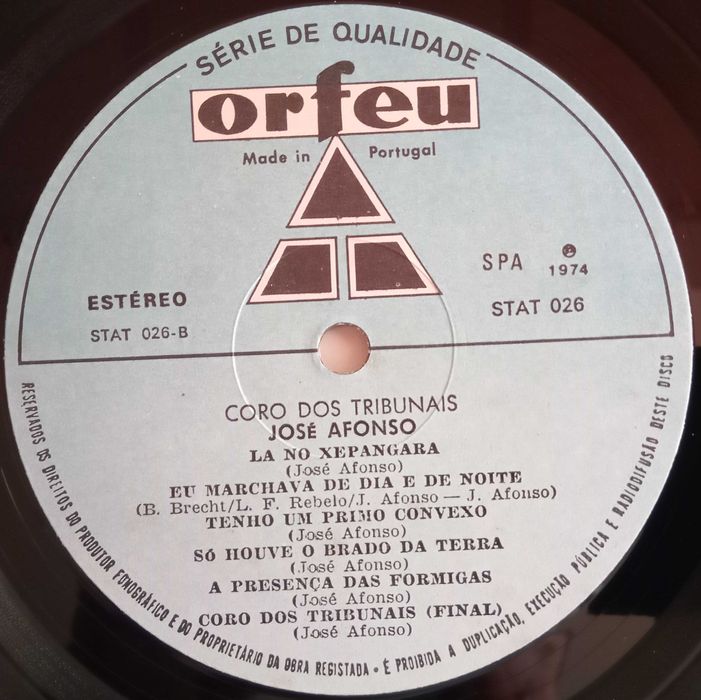 SÉRIE DE QUALIDADE
orfeu
Made in Portugal
ESTÉREO
STAT 026-B
SPA ℗ 1974
STAT 026
CORO DOS TRIBUNAIS
JOSÉ AFONSO
LA NO XEPANGARA
(José Afonso)
EU MARCHAVA DE DIA E DE NOITE
(B. Brecht/L. F. Rebelo/J. Afonso — J. Afonso)
TENHO UM PRIMO CONVEXO
(José Afonso)
SÓ HOUVE O BRADO DA TERRA
(José Afonso)
A PRESENÇA DAS FORMIGAS
(José Afonso)
CORO DOS TRIBUNAIS (FINAL)
(José Afonso)
RESERVADOS OS DIREITOS DO PRODUTOR FONOGRÁFICO E DO PROPRIETÁRIO DA OBRA REGISTADA • É PROIBIDA A DUPLICAÇÃO, EXECUÇÃO PÚBLICA E RADIODIFUSÃO DESTE DISCO